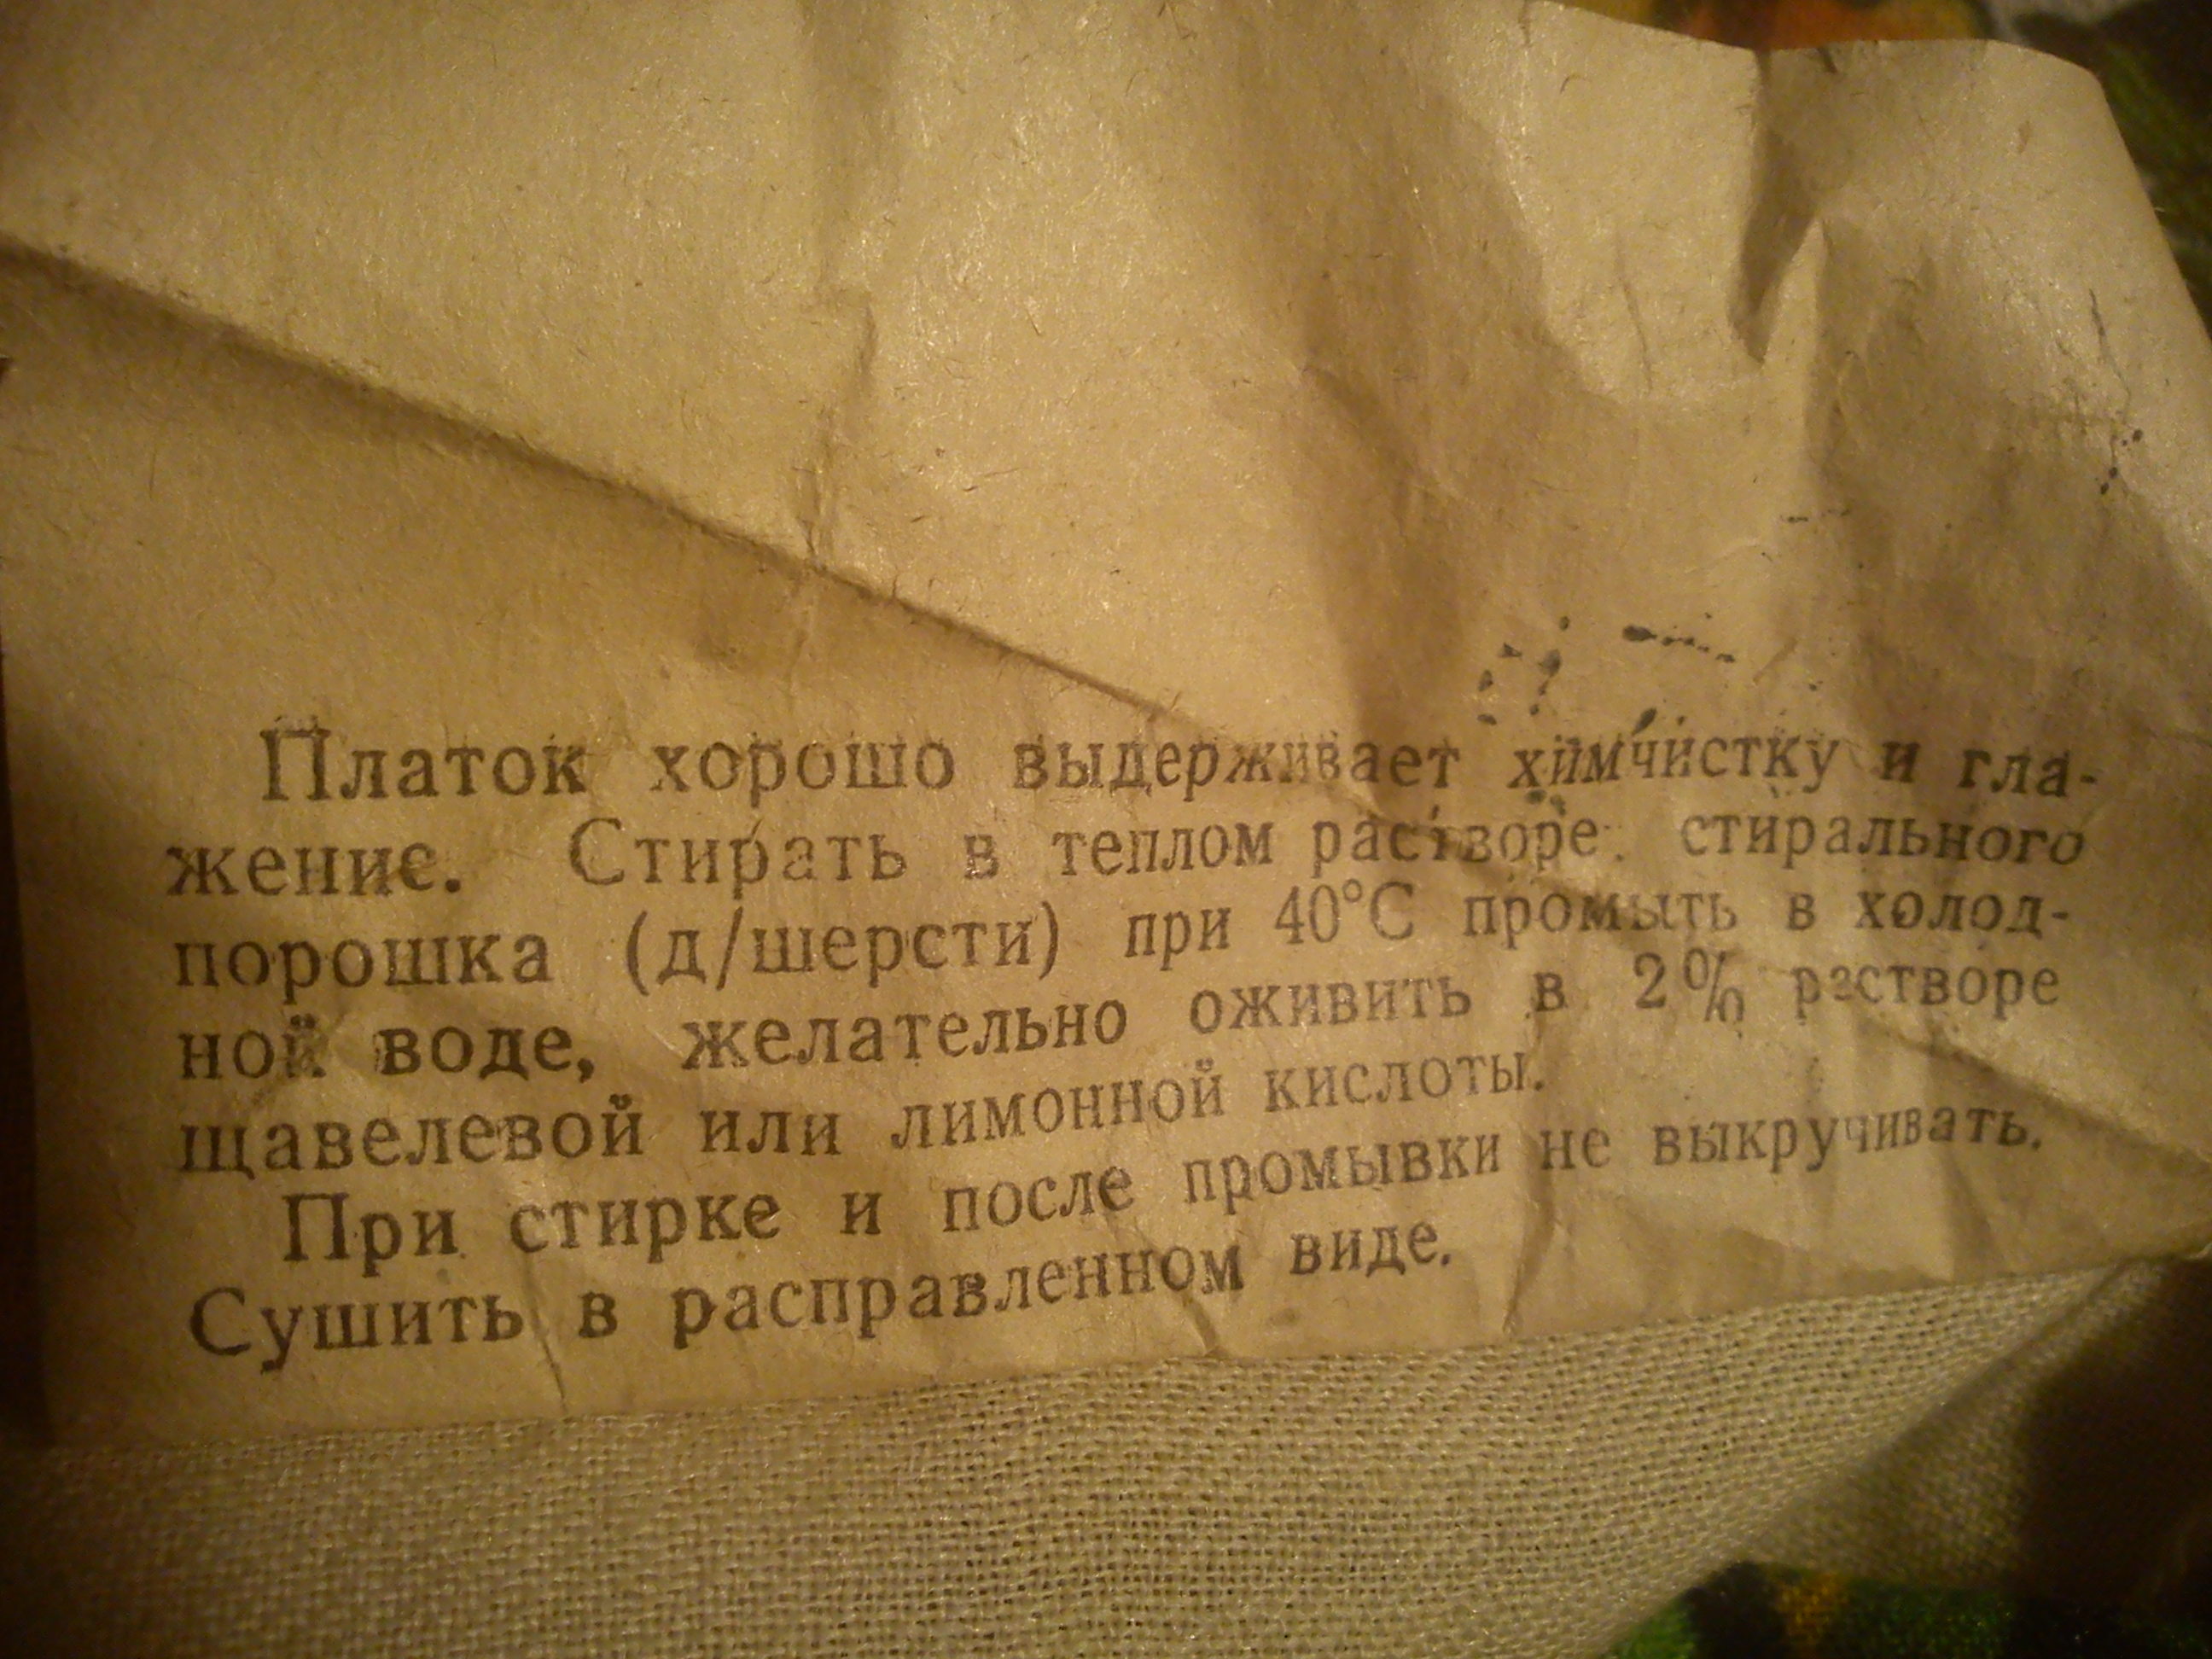 Платок хорошо выдерживает химчистку и гла-
жение. Стирать в теплом растворе стирального
порошка (д/шерсти) при 40°С промыть в холод-
ной воде, желательно оживить в 2% растворе
щавелевой или лимонной кислоты.
При стирке и после промывки не выкручивать.
Сушить в расправленном виде.